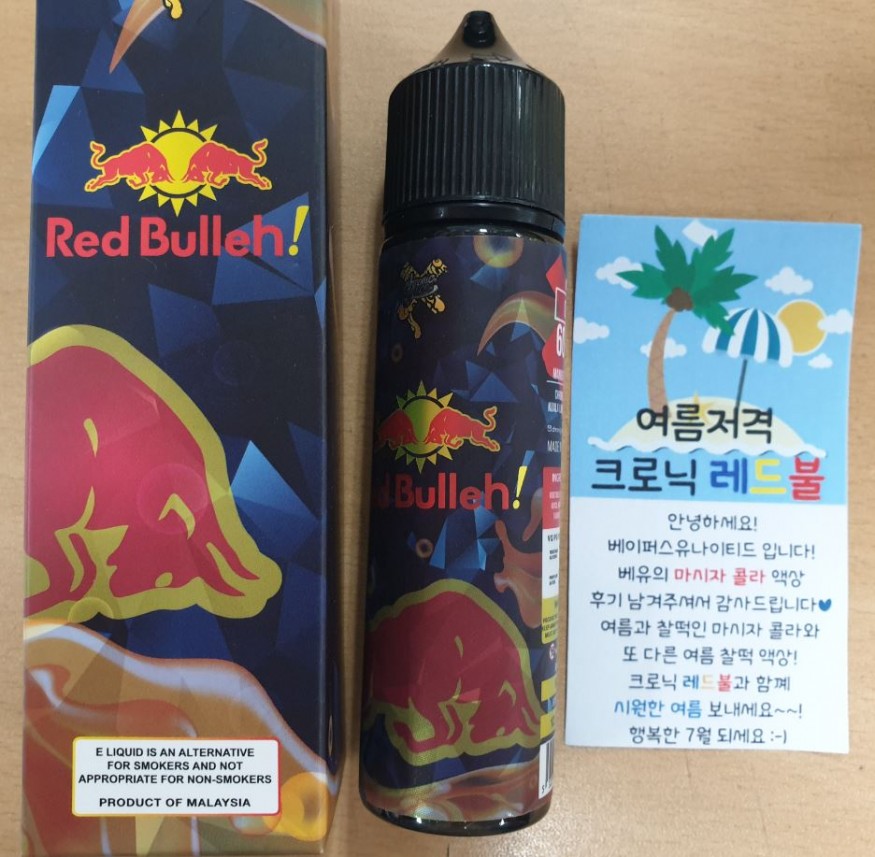 Red Bulleh!
E LIQUID IS AN ALTERNATIVE
FOR SMOKERS AND NOT
APPROPRIATE FOR NON-SMOKERS
PRODUCT OF MALAYSIA
Bulleh!
여름저격
크로닉 레드불
안녕하세요!
베이퍼스유나이티드 입니다!
베유의 마시자 콜라 액상
후기 남겨주셔서 감사드립니다♥
여름과 찰떡인 마시자 콜라와
또 다른 여름 찰떡 액상!
크로닉 레드불과 함께
시원한 여름 보내세요~~!
행복한 7월 되세요 :-)